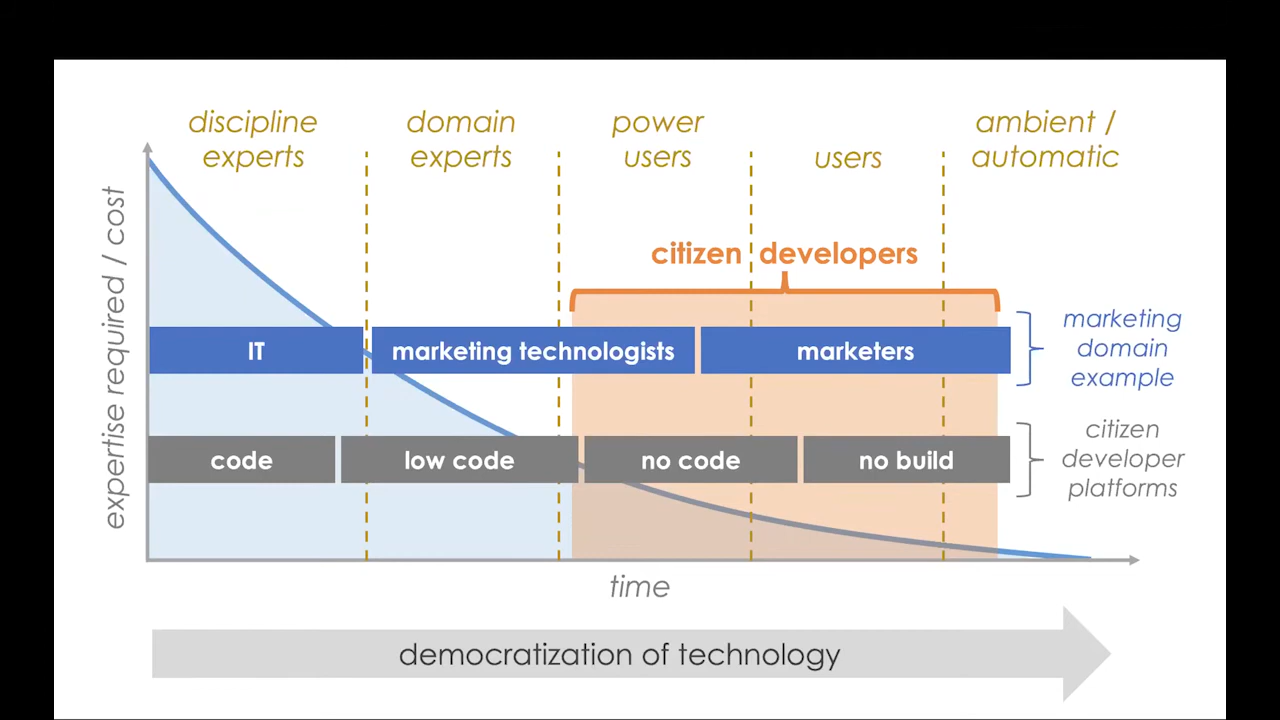 discipline
experts
domain
experts
power
users
users
ambient /
automatic
expertise required / cost
citizen developers
IT
marketing technologists
marketers
marketing
domain
example
code
low code
no code
no build
citizen
developer
platforms
time
democratization of technology